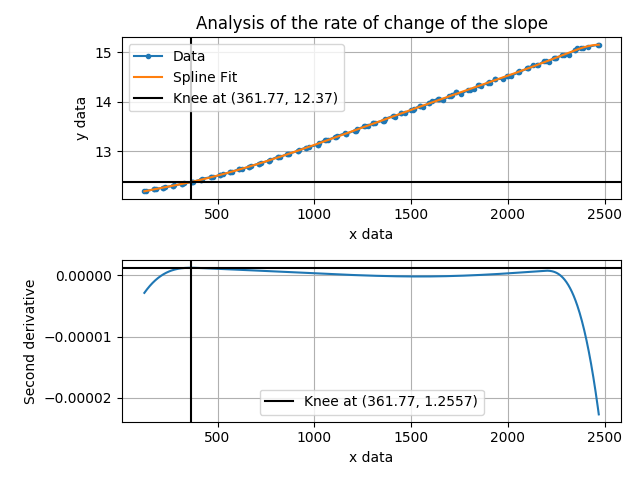 Analysis of the rate of change of the slope
15
14
13
y data
Data
Spline Fit
Knee at (361.77, 12.37)
500
1000
1500
2000
2500
x data
0.00000
−0.00001
−0.00002
Second derivative
Knee at (361.77, 1.2557)
500
1000
1500
2000
2500
x data